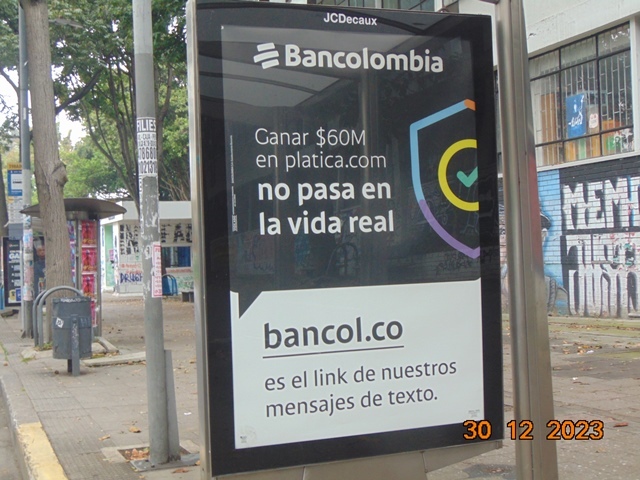 JCDecaux
Bancolombia
Ganar $60M
en platica.com
no pasa en
la vida real
bancol.co
es el link de nuestros
mensajes de texto.
30 12 2023